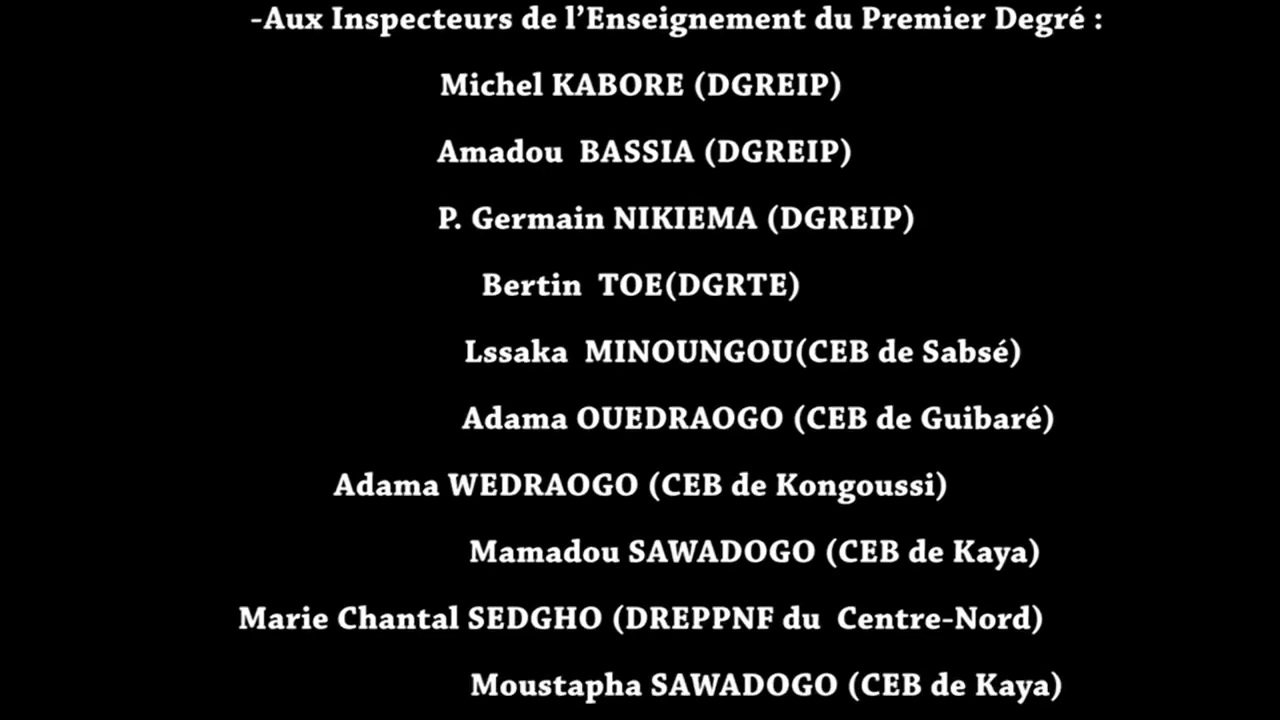 -Aux Inspecteurs de l’Enseignement du Premier Degré :
Michel KABORE (DGREIP)
Amadou BASSIA (DGREIP)
P. Germain NIKIEMA (DGREIP)
Bertin TOE(DGRTE)
Lssaka MINOUNGOU(CEB de Sabsé)
Adama OUEDRAOGO (CEB de Guibaré)
Adama WEDRAOGO (CEB de Kongoussi)
Mamadou SAWADOGO (CEB de Kaya)
Marie Chantal SEDGHO (DREPPNF du Centre-Nord)
Moustapha SAWADOGO (CEB de Kaya)